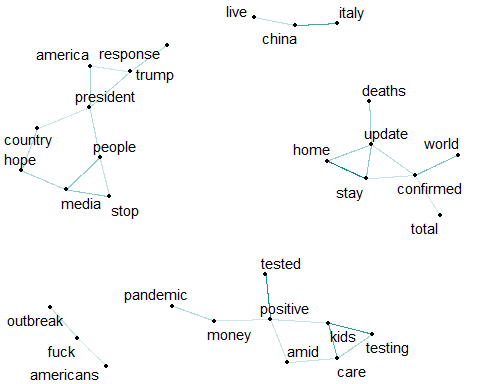 live
italy
china
america
response
trump
president
country
hope
people
media
stop
deaths
update
home
world
stay
confirmed
total
tested
pandemic
positive
money
outbreak
kids
fuck
amid
testing
americans
care